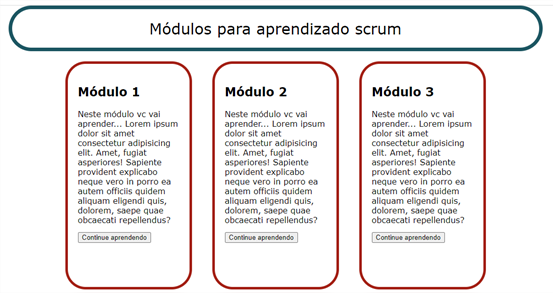 Módulos para aprendizado scrum
Módulo 1
Neste módulo vc vai
aprender... Lorem ipsum
dolor sit amet
consectetur adipisicing
elit. Amet, fugiat
asperiores! Sapiente
provident explicabo
neque vero in porro ea
autem officiis quidem
aliquam eligendi quis,
dolorem, saepe quae
obcaecati repellendus?
Continue aprendendo
Módulo 2
Neste módulo vc vai
aprender... Lorem ipsum
dolor sit amet
consectetur adipisicing
elit. Amet, fugiat
asperiores! Sapiente
provident explicabo
neque vero in porro ea
autem officiis quidem
aliquam eligendi quis,
dolorem, saepe quae
obcaecati repellendus?
Continue aprendendo
Módulo 3
Neste módulo vc vai
aprender... Lorem ipsum
dolor sit amet
consectetur adipisicing
elit. Amet, fugiat
asperiores! Sapiente
provident explicabo
neque vero in porro ea
autem officiis quidem
aliquam eligendi quis,
dolorem, saepe quae
obcaecati repellendus?
Continue aprendendo